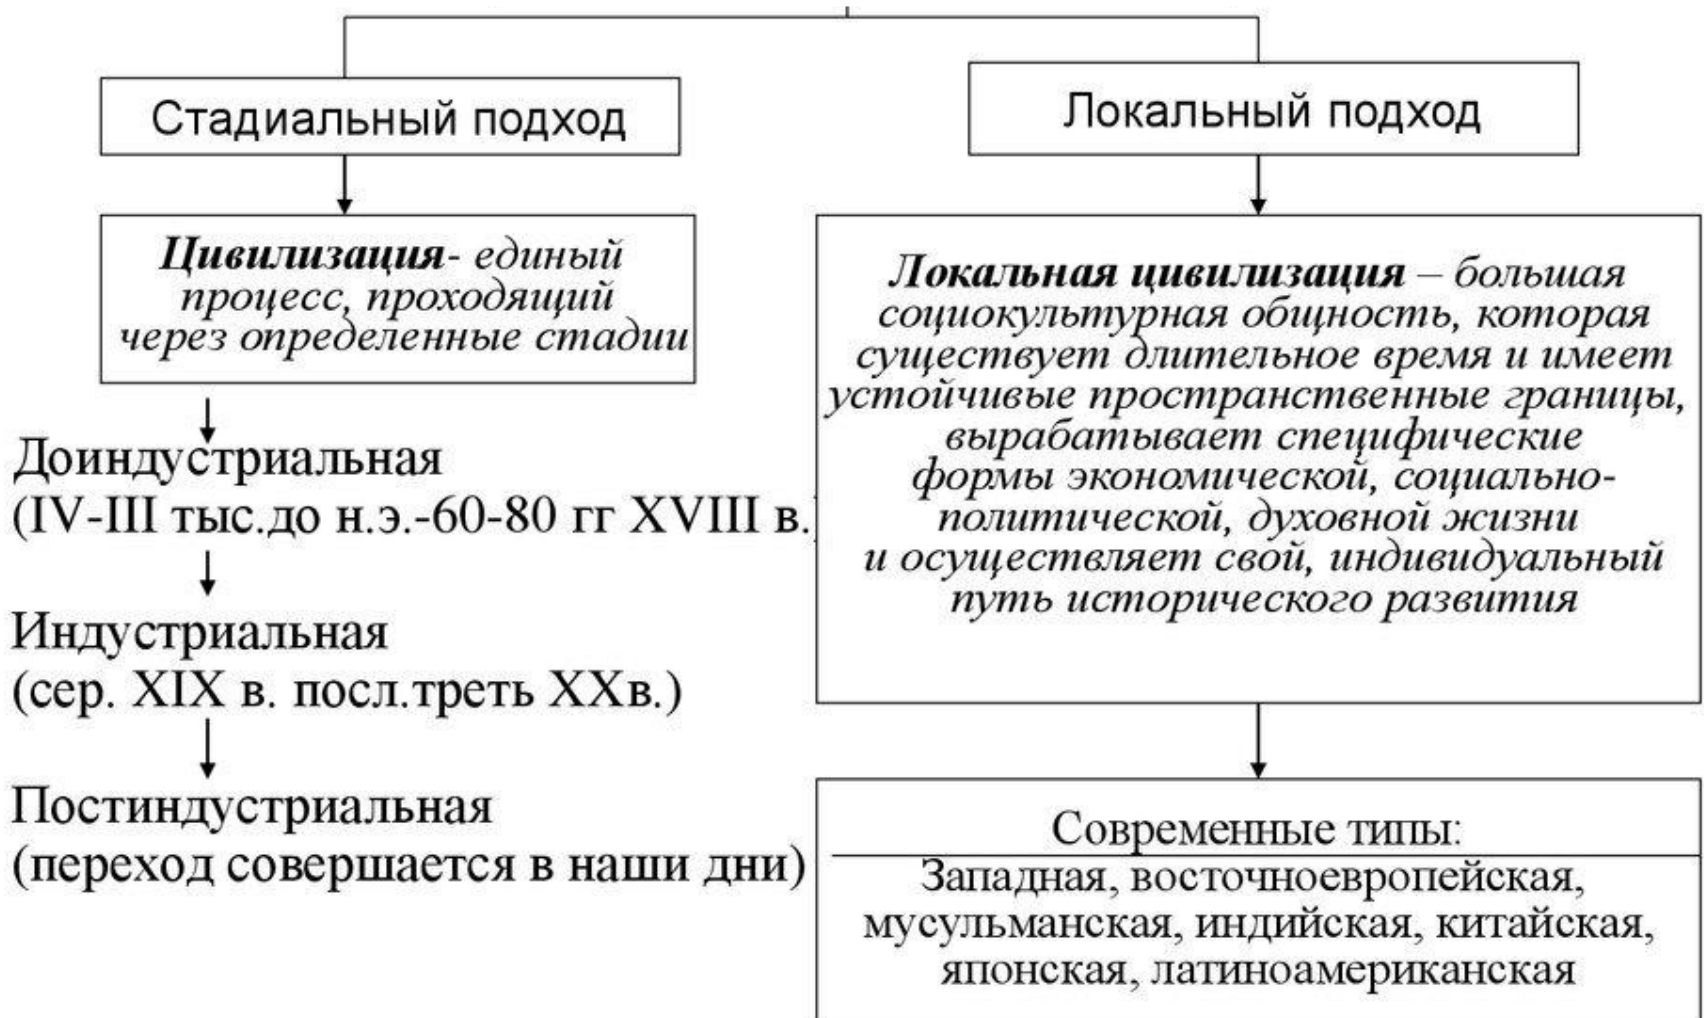 Стадиальный подход
Цивилизация- единый
процесс, проходящий
через определенные стадии
Доиндустриальная
(IV-III тыс.до н.э.-60-80 гг XVIII в.
Индустриальная
(сер. XIX в. посл.треть XXв.)
Постиндустриальная
(переход совершается в наши дни)
Локальный подход
Локальная цивилизация – большая
социокультурная общность, которая
существует длительное время и имеет
устойчивые пространственные границы,
вырабатывает специфические
формы экономической, социально-
политической, духовной жизни
и осуществляет свой, индивидуальный
путь исторического развития
Современные типы:
Западная, восточноевропейская,
мусульманская, индийская, китайская,
японская, латиноамериканская